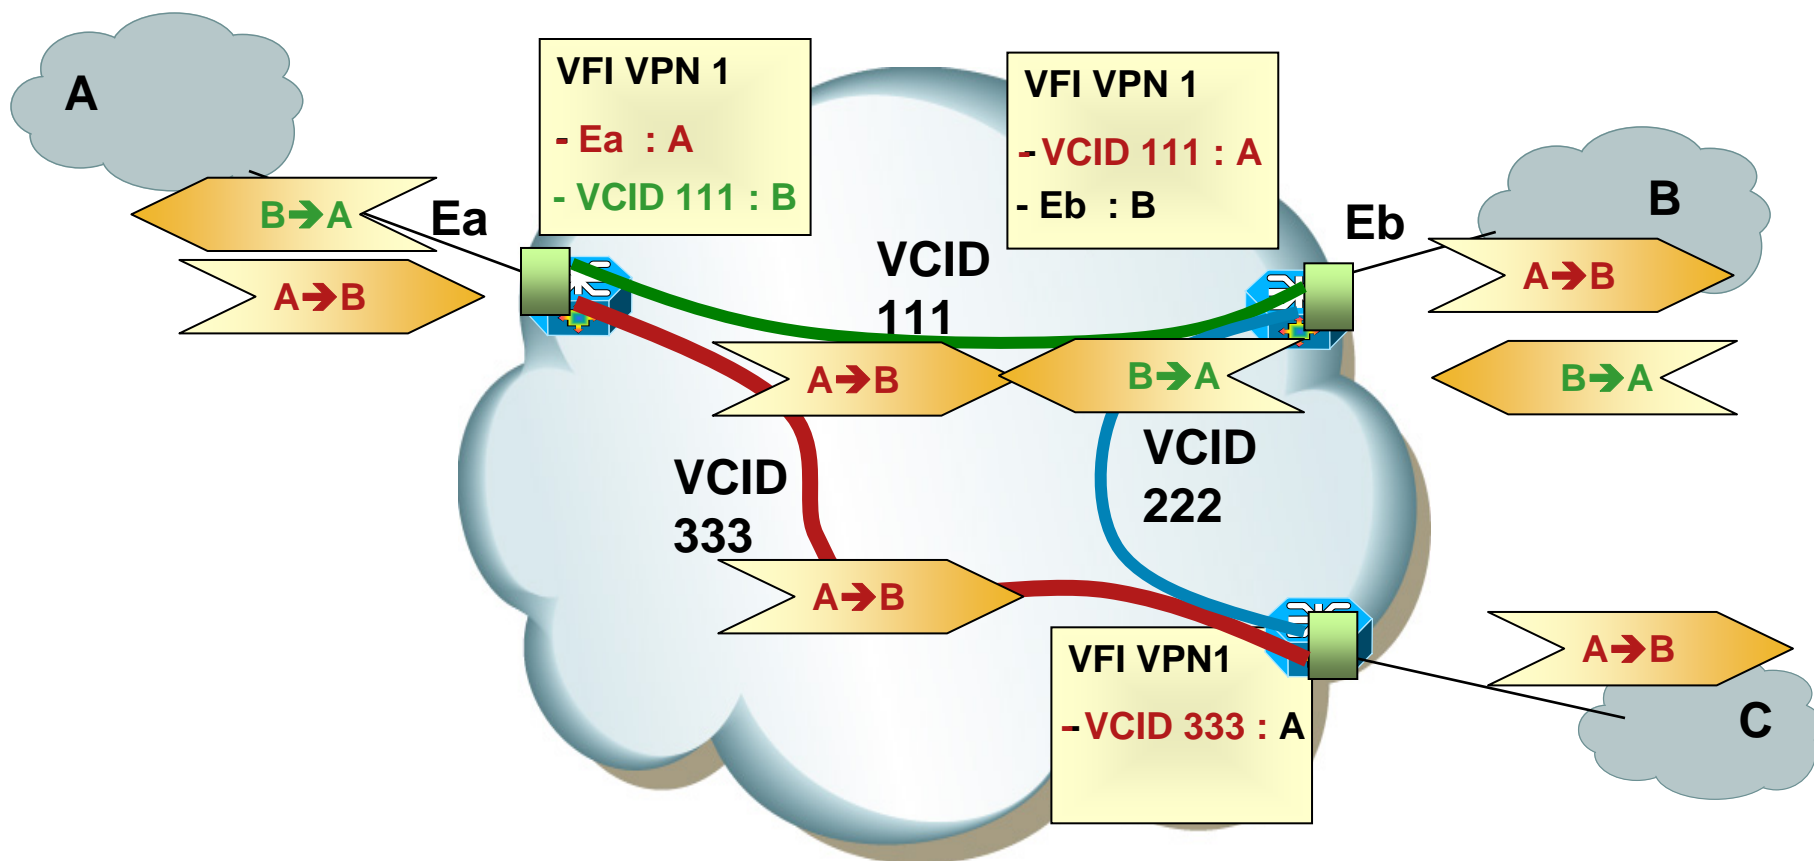 A
VFI VPN 1
- Ea : A
- VCID 111 : B
VFI VPN 1
- VCID 111 : A
- Eb : B
B
Ea
Eb
B➔A
A➔B
VCID
111
A➔B
B➔A
A➔B
B➔A
VCID
333
VCID
222
A➔B
VFI VPN1
- VCID 333 : A
A➔B
C